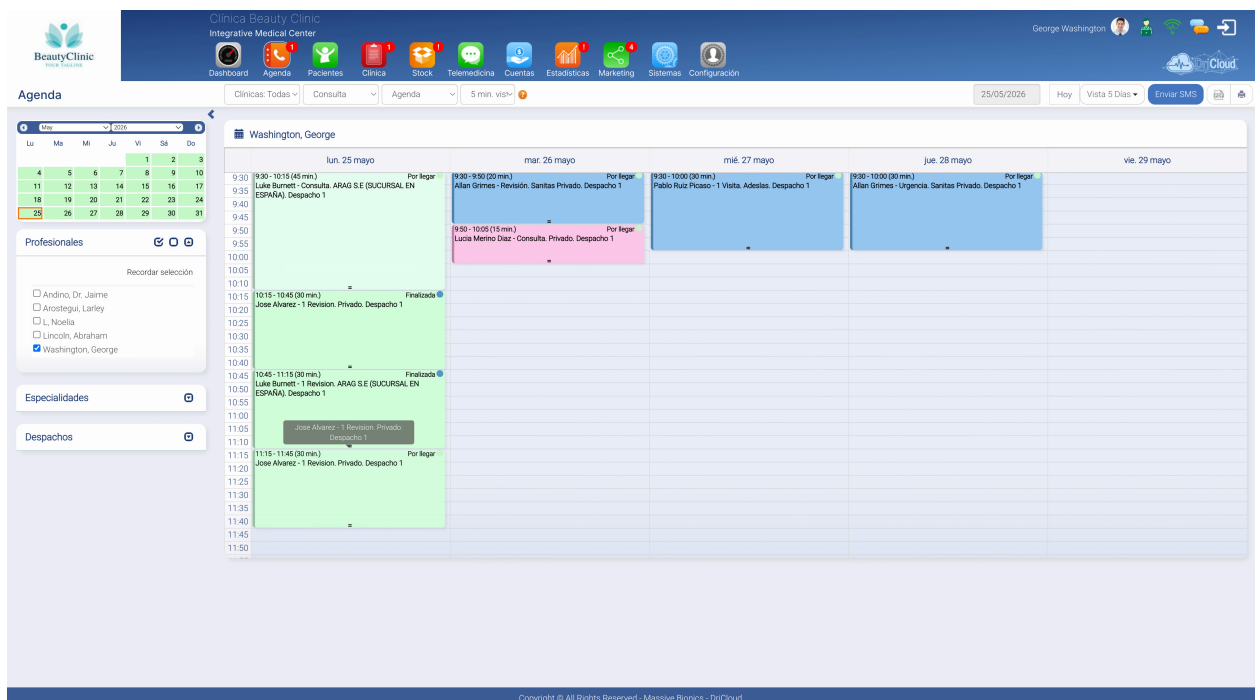 Clínica Beauty Clinic
Integrative Medical Center
George Washington
BeautyClinic
YOUR TAGLINE
1 1 ! ! 4
Dashboard Agenda Pacientes Clínica Stock Telemedicina Cuentas Estadísticas Marketing Sistemas Configuración
DriCloud
Agenda
Clínicas: Todas Consulta Agenda 5 min. vis
25/05/2026 Hoy Vista 5 Días Enviar SMS
May 2026
Lu Ma Mi Ju Vi Sá Do
1 2 3
4 5 6 7 8 9 10
11 12 13 14 15 16 17
18 19 20 21 22 23 24
25 26 27 28 29 30 31
Profesionales
Recordar selección
Andino, Dr. Jaime
Arostegui, Larley
L, Noelia
Lincoln, Abraham
Washington, George
Especialidades
Despachos
Washington, George
lun. 25 mayo mar. 26 mayo mié. 27 mayo jue. 28 mayo vie. 29 mayo
9:30
9:35
9:40
9:45
9:50
9:55
10:00
10:05
10:10
10:15
10:20
10:25
10:30
10:35
10:40
10:45
10:50
10:55
11:00
11:05
11:10
11:15
11:20
11:25
11:30
11:35
11:40
11:45
11:50
9:30 - 10:15 (45 min.) Por llegar
Luke Burnett - Consulta. ARAG S.E (SUCURSAL EN
ESPAÑA). Despacho 1
10:15 - 10:45 (30 min.) Finalizada
Jose Alvarez - 1 Revision. Privado. Despacho 1
10:45 - 11:15 (30 min.) Finalizada
Luke Burnett - 1 Revision. ARAG S.E (SUCURSAL EN
ESPAÑA). Despacho 1
Jose Alvarez - 1 Revision. Privado.
Despacho 1
11:15 - 11:45 (30 min.) Por llegar
Jose Alvarez - 1 Revision. Privado. Despacho 1
9:30 - 9:50 (20 min.) Por llegar
Allan Grimes - Revisión. Sanitas Privado. Despacho 1
9:50 - 10:05 (15 min.) Por llegar
Lucia Merino Diaz - Consulta. Privado. Despacho 1
9:30 - 10:00 (30 min.) Por llegar
Pablo Ruiz Picaso - 1 Visita. Adeslas. Despacho 1
9:30 - 10:00 (30 min.) Por llegar
Allan Grimes - Urgencia. Sanitas Privado. Despacho 1
Copyright © All Rights Reserved - Massive Bionics - DriCloud